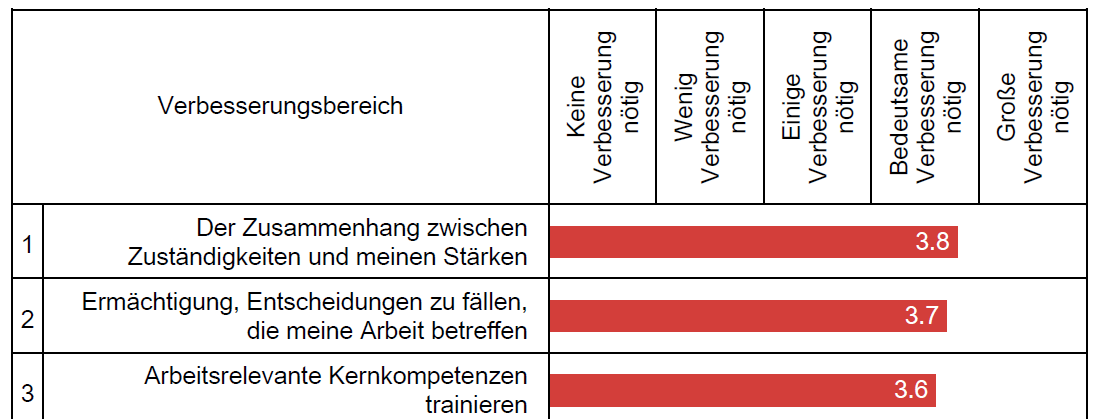 Verbesserungsbereich
Keine
Verbesserung
nötig
Wenig
Verbesserung
nötig
Einige
Verbesserung
nötig
Bedeutsame
Verbesserung
nötig
Große
Verbesserung
nötig
1
Der Zusammenhang zwischen
Zuständigkeiten und meinen Stärken
3.8
2
Ermächtigung, Entscheidungen zu fällen,
die meine Arbeit betreffen
3.7
3
Arbeitsrelevante Kernkompetenzen
trainieren
3.6